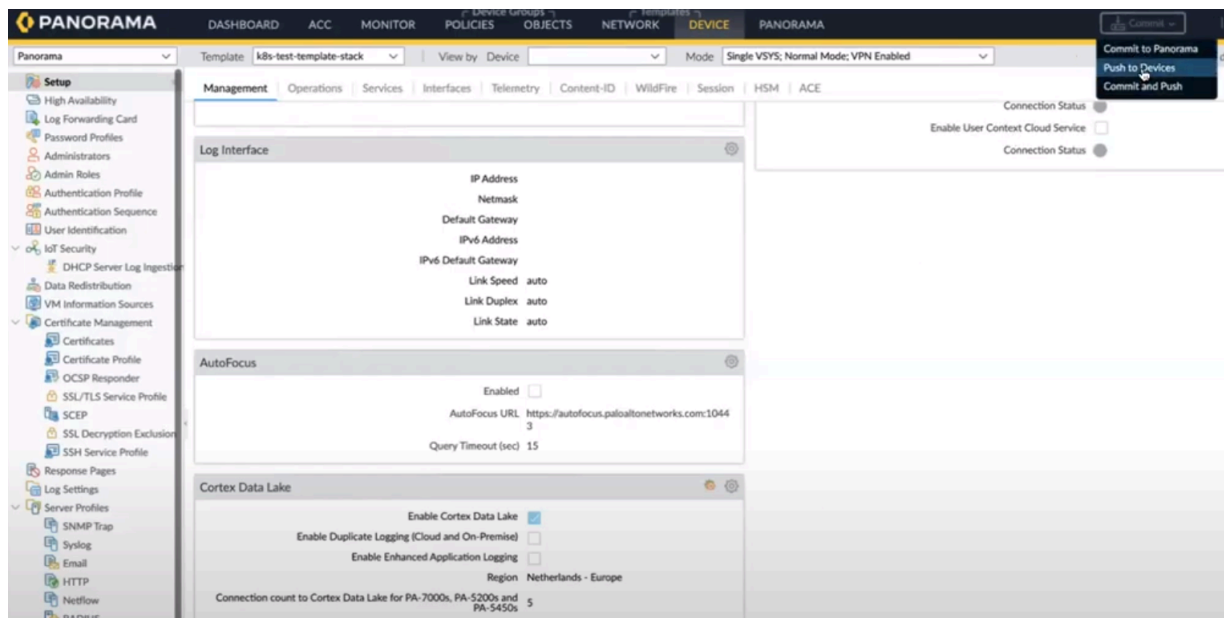 PANORAMA
Device Groups
Templates
DASHBOARD ACC MONITOR POLICIES OBJECTS NETWORK DEVICE PANORAMA
Commit
Panorama
Template k8s-test-template-stack View by Device Mode Single VSYS; Normal Mode; VPN Enabled
Commit to Panorama
Push to Devices
Commit and Push
Setup
High Availability
Log Forwarding Card
Password Profiles
Administrators
Admin Roles
Authentication Profile
Authentication Sequence
User Identification
IoT Security
DHCP Server Log Ingestion
Data Redistribution
VM Information Sources
Certificate Management
Certificates
Certificate Profile
OCSP Responder
SSL/TLS Service Profile
SCEP
SSL Decryption Exclusion
SSH Service Profile
Response Pages
Log Settings
Server Profiles
SNMP Trap
Syslog
Email
HTTP
Netflow
Management Operations Services Interfaces Telemetry Content-ID WildFire Session HSM ACE
Connection Status
Enable User Context Cloud Service
Connection Status
Log Interface
IP Address
Netmask
Default Gateway
IPv6 Address
IPv6 Default Gateway
Link Speed auto
Link Duplex auto
Link State auto
AutoFocus
Enabled
AutoFocus URL https://autofocus.paloaltonetworks.com:1044
3
Query Timeout (sec) 15
Cortex Data Lake
Enable Cortex Data Lake
Enable Duplicate Logging (Cloud and On-Premise)
Enable Enhanced Application Logging
Region Netherlands - Europe
Connection count to Cortex Data Lake for PA-7000s, PA-5200s and
PA-5450s 5